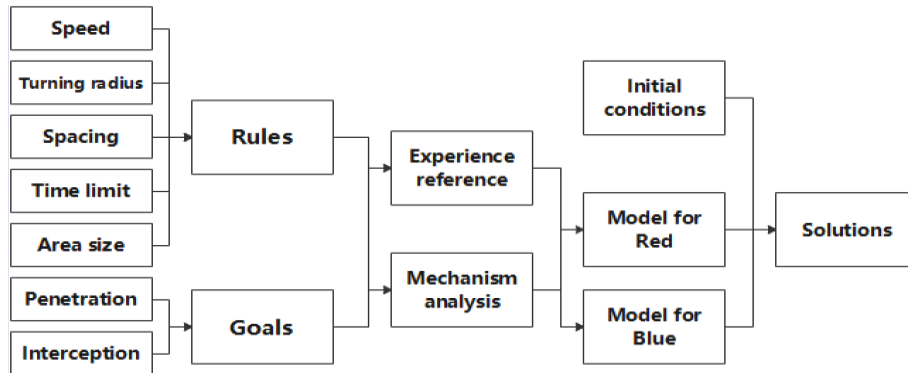 Speed
Turning radius
Spacing
Time limit
Area size
Penetration
Interception
Rules
Goals
Experience
reference
Mechanism
analysis
Initial
conditions
Model for
Red
Model for
Blue
Solutions